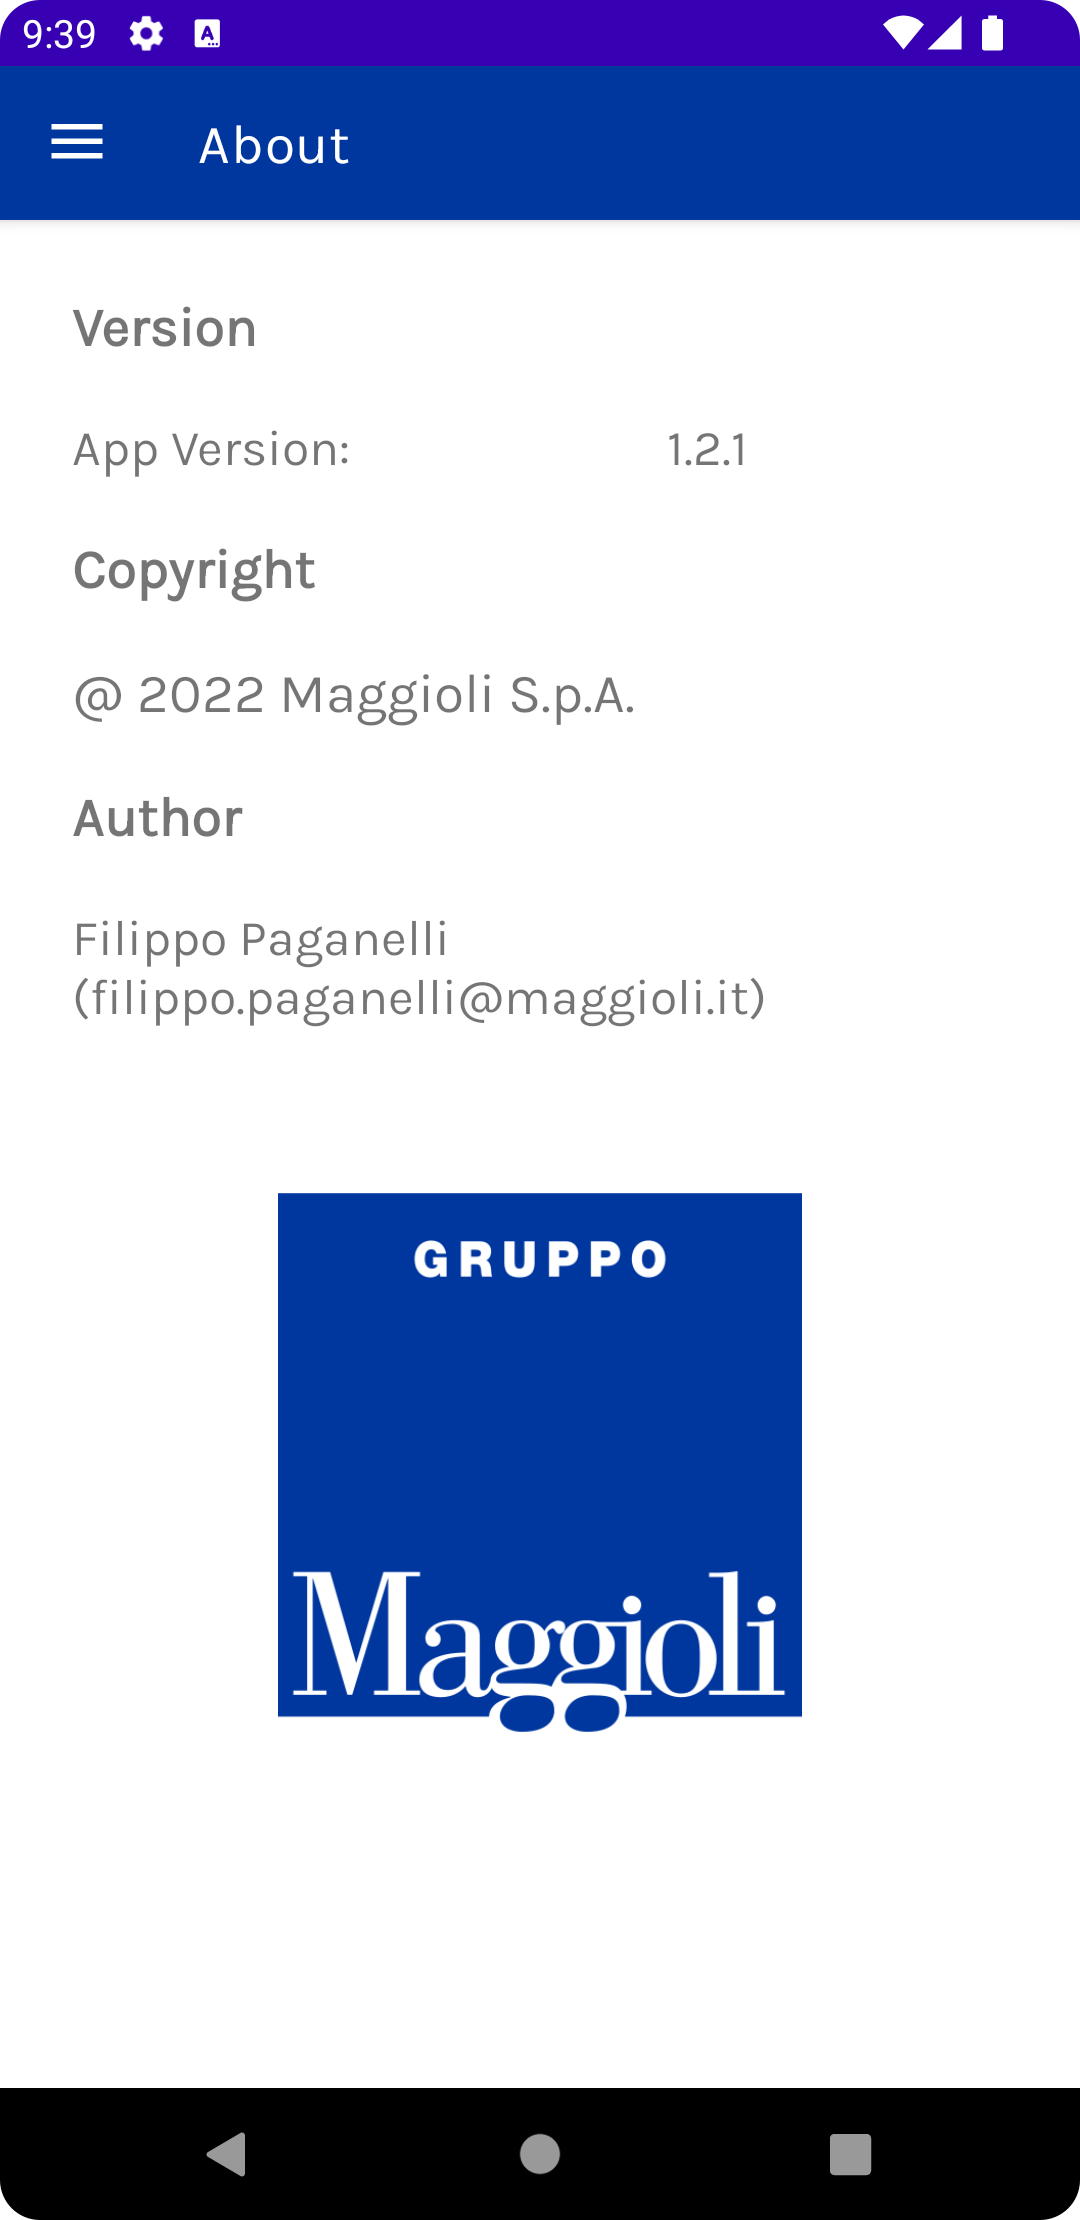 9:39
About
Version
App Version: 1.2.1
Copyright
@ 2022 Maggioli S.p.A.
Author
Filippo Paganelli
(filippo.paganelli@maggioli.it)
GRUPPO
Maggioli